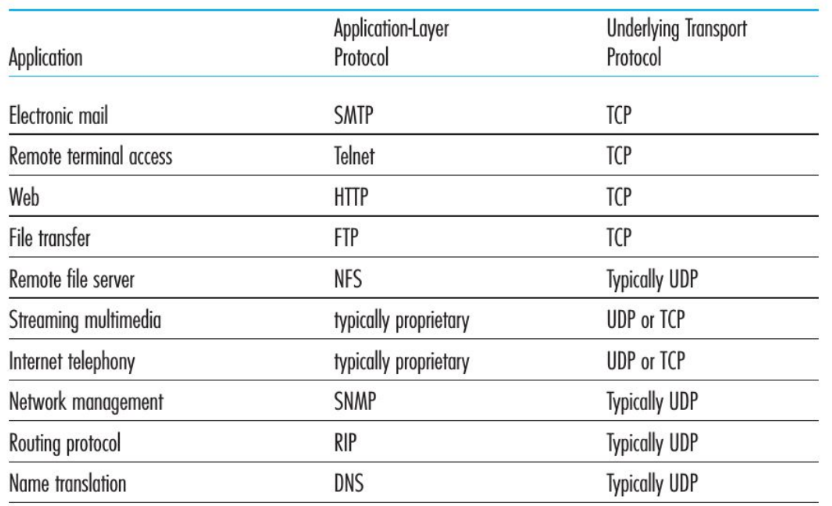 Application Application-Layer Protocol Underlying Transport Protocol
Electronic mail SMTP TCP
Remote terminal access Telnet TCP
Web HTTP TCP
File transfer FTP TCP
Remote file server NFS Typically UDP
Streaming multimedia typically proprietary UDP or TCP
Internet telephony typically proprietary UDP or TCP
Network management SNMP Typically UDP
Routing protocol RIP Typically UDP
Name translation DNS Typically UDP